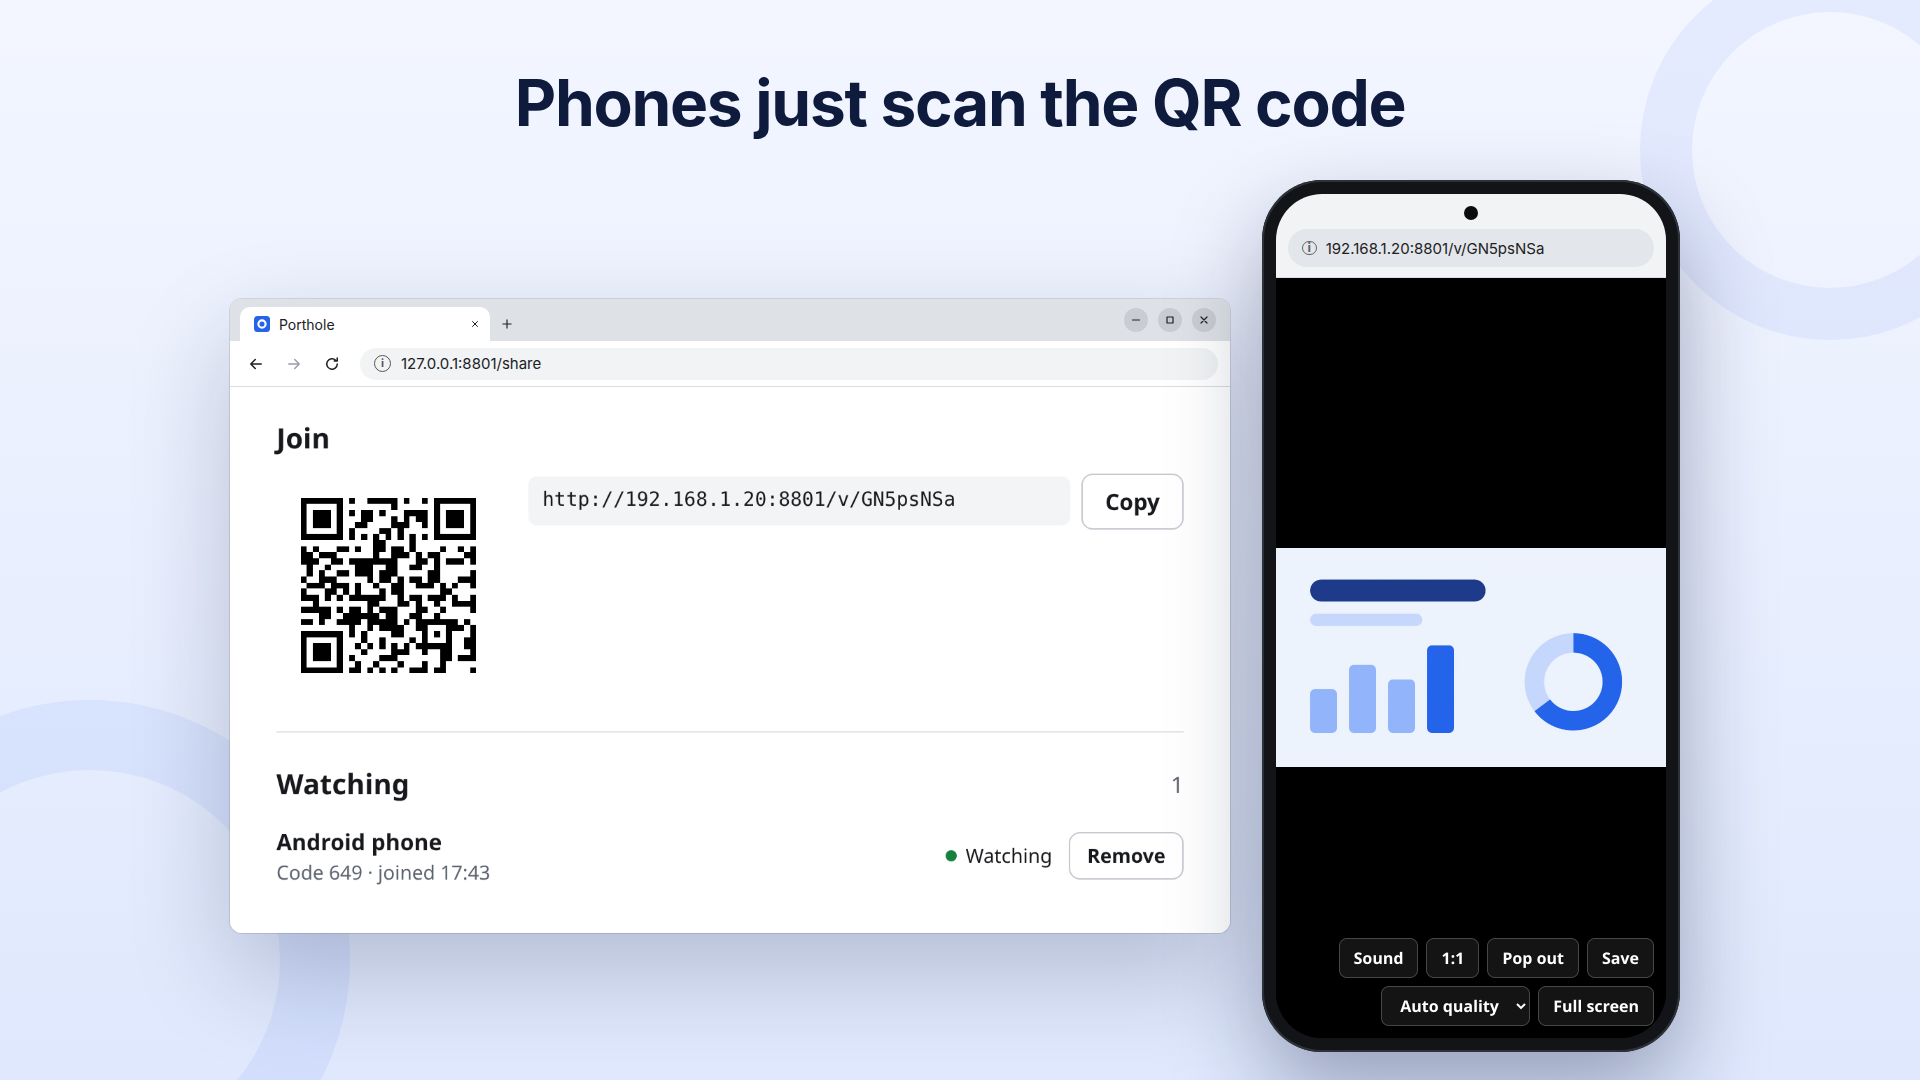 Phones just scan the QR code
Porthole
127.0.0.1:8801/share
Join
http://192.168.1.20:8801/v/GN5psNSa
Copy
Watching
1
Android phone
Code 649 · joined 17:43
Watching
Remove
192.168.1.20:8801/v/GN5psNSa
Sound
1:1
Pop out
Save
Auto quality
Full screen